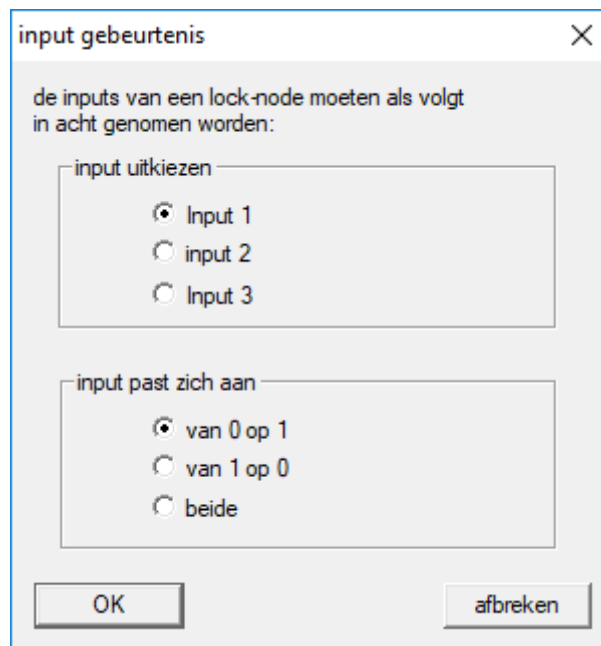 input gebeurtenis
de inputs van een lock-node moeten als volgt
in acht genomen worden:
input uitkiezen
Input 1
input 2
Input 3
input past zich aan
van 0 op 1
van 1 op 0
beide
OK
afbreken